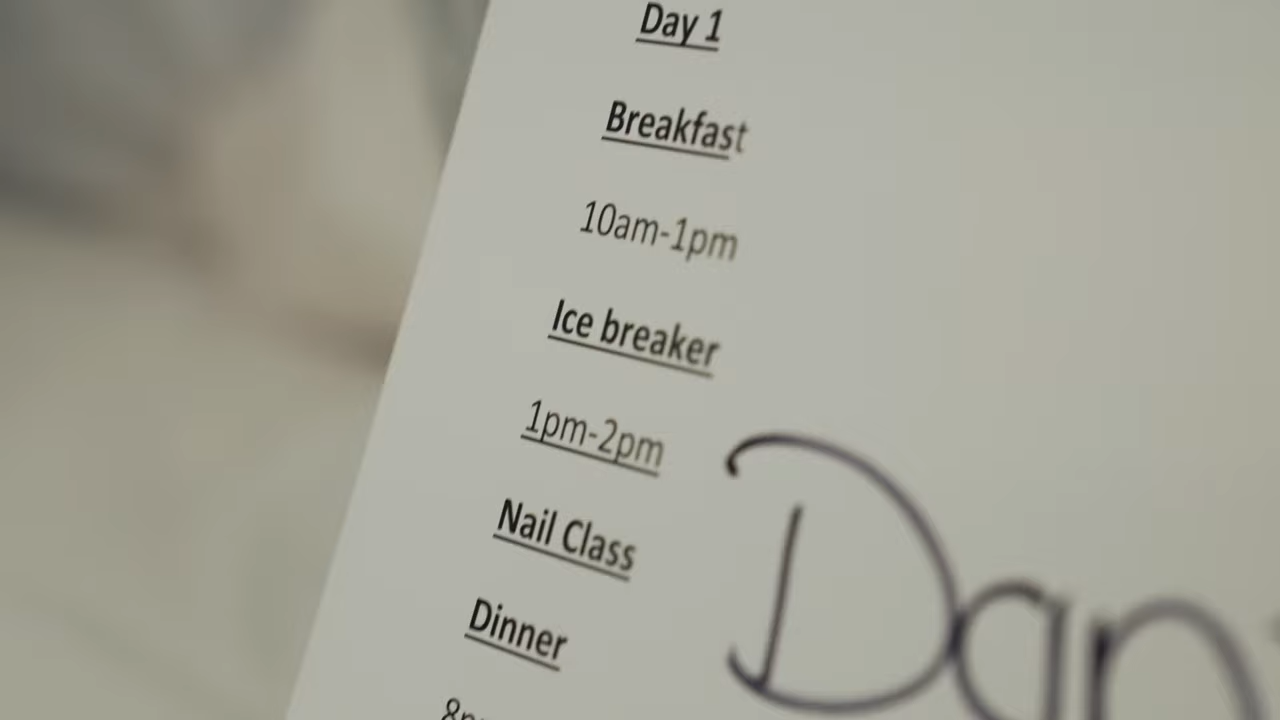 Day 1
Breakfast
10am-1pm
Ice breaker
1pm-2pm
Nail Class
Dinner